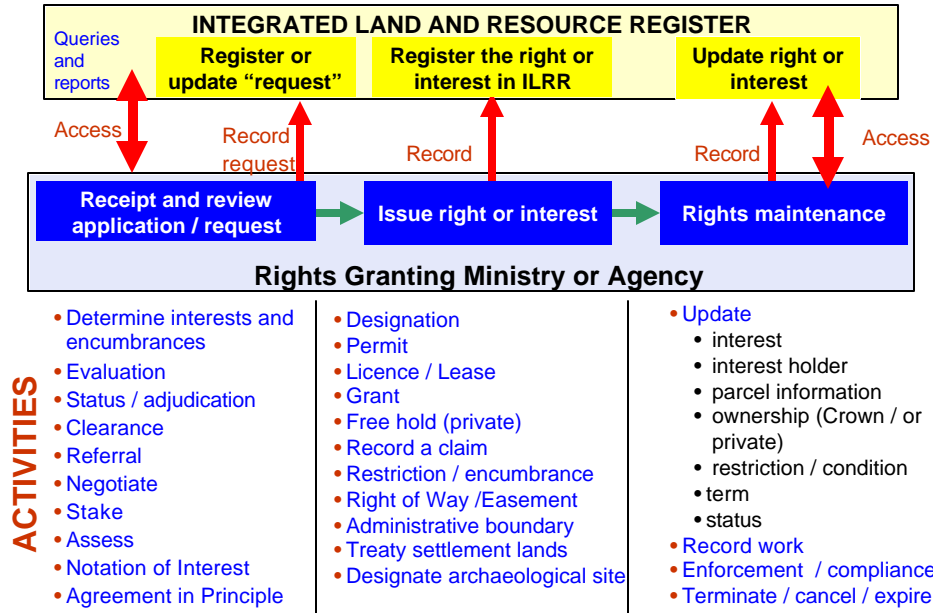 INTEGRATED LAND AND RESOURCE REGISTER
Queries
and
reports
Register or
update “request”
Register the right or
interest in ILRR
Update right or
interest
Access
Record
request
Record
Record
Access
Receipt and review
application / request
Issue right or interest
Rights maintenance
Rights Granting Ministry or Agency
ACTIVITIES
• Determine interests and
encumbrances
• Evaluation
• Status / adjudication
• Clearance
• Referral
• Negotiate
• Stake
• Assess
• Notation of Interest
• Agreement in Principle
• Designation
• Permit
• Licence / Lease
• Grant
• Free hold (private)
• Record a claim
• Restriction / encumbrance
• Right of Way /Easement
• Administrative boundary
• Treaty settlement lands
• Designate archaeological site
• Update
• interest
• interest holder
• parcel information
• ownership (Crown / or
private)
• restriction / condition
• term
• status
• Record work
• Enforcement / compliance
• Terminate / cancel / expire